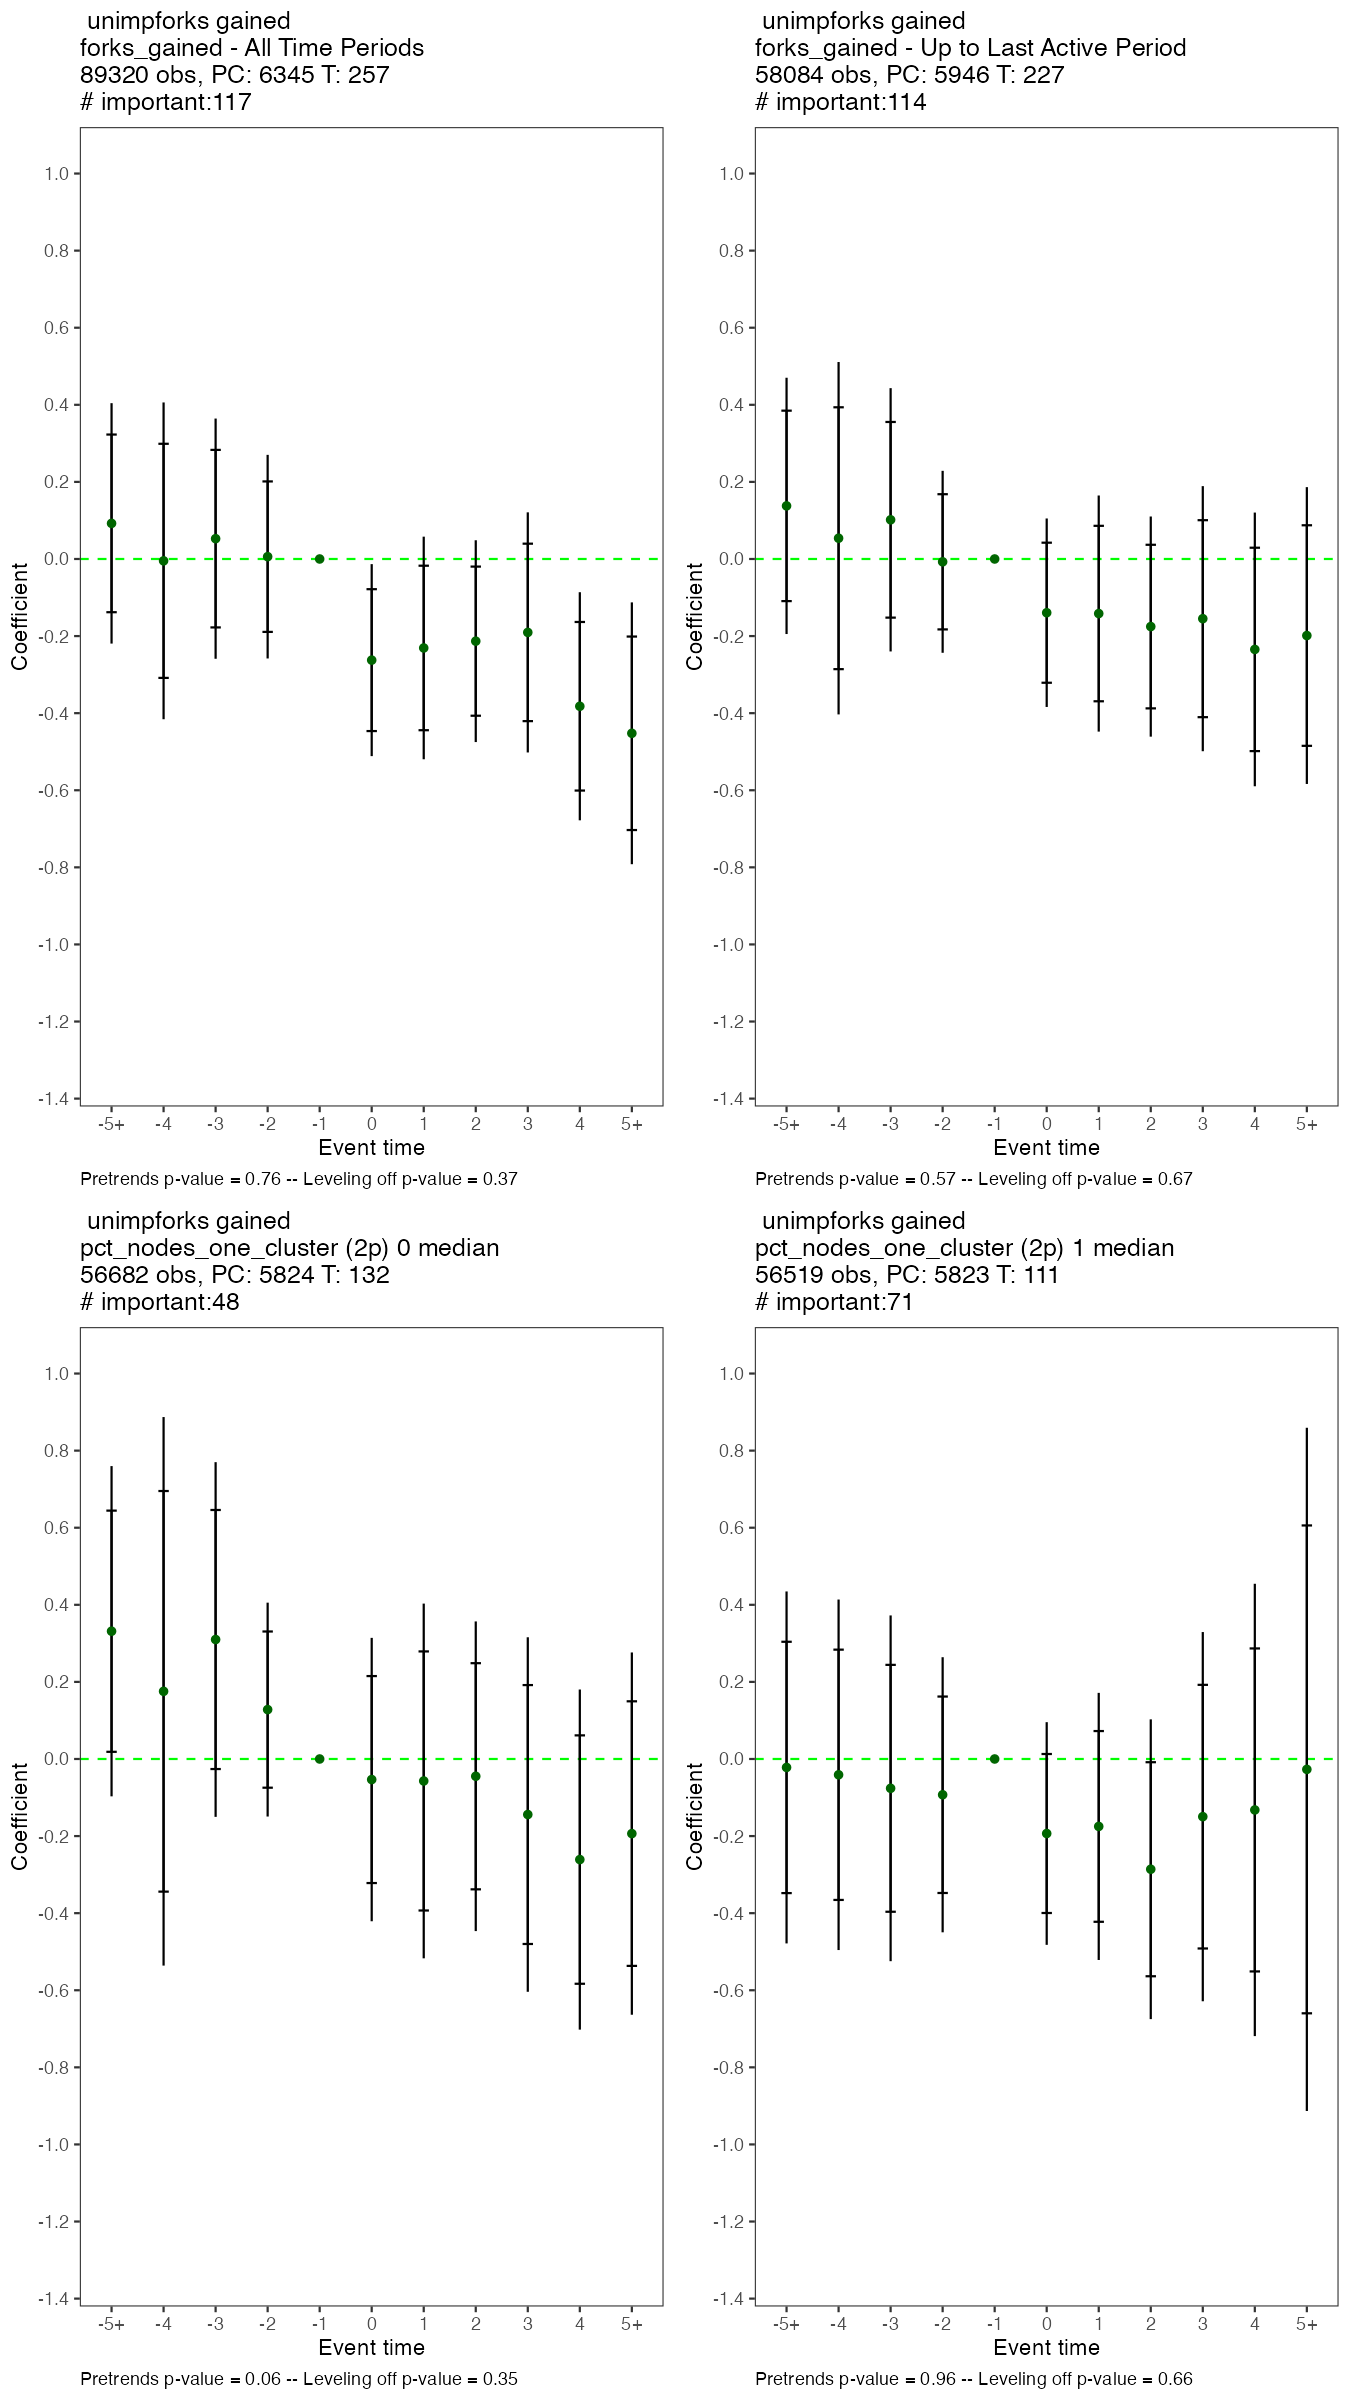 unimpforks gained
forks_gained - All Time Periods
89320 obs, PC: 6345 T: 257
# important:117
1.0
0.8
0.6
0.4
0.2
0.0
-0.2
-0.4
-0.6
-0.8
-1.0
-1.2
-1.4
Coefficient
-5+ -4 -3 -2 -1 0 1 2 3 4 5+
Event time
Pretrends p-value = 0.76 -- Leveling off p-value = 0.37
unimpforks gained
forks_gained - Up to Last Active Period
58084 obs, PC: 5946 T: 227
# important:114
1.0
0.8
0.6
0.4
0.2
0.0
-0.2
-0.4
-0.6
-0.8
-1.0
-1.2
-1.4
Coefficient
-5+ -4 -3 -2 -1 0 1 2 3 4 5+
Event time
Pretrends p-value = 0.57 -- Leveling off p-value = 0.67
unimpforks gained
pct_nodes_one_cluster (2p) 0 median
56682 obs, PC: 5824 T: 132
# important:48
1.0
0.8
0.6
0.4
0.2
0.0
-0.2
-0.4
-0.6
-0.8
-1.0
-1.2
-1.4
Coefficient
-5+ -4 -3 -2 -1 0 1 2 3 4 5+
Event time
Pretrends p-value = 0.06 -- Leveling off p-value = 0.35
unimpforks gained
pct_nodes_one_cluster (2p) 1 median
56519 obs, PC: 5823 T: 111
# important:71
1.0
0.8
0.6
0.4
0.2
0.0
-0.2
-0.4
-0.6
-0.8
-1.0
-1.2
-1.4
Coefficient
-5+ -4 -3 -2 -1 0 1 2 3 4 5+
Event time
Pretrends p-value = 0.96 -- Leveling off p-value = 0.66